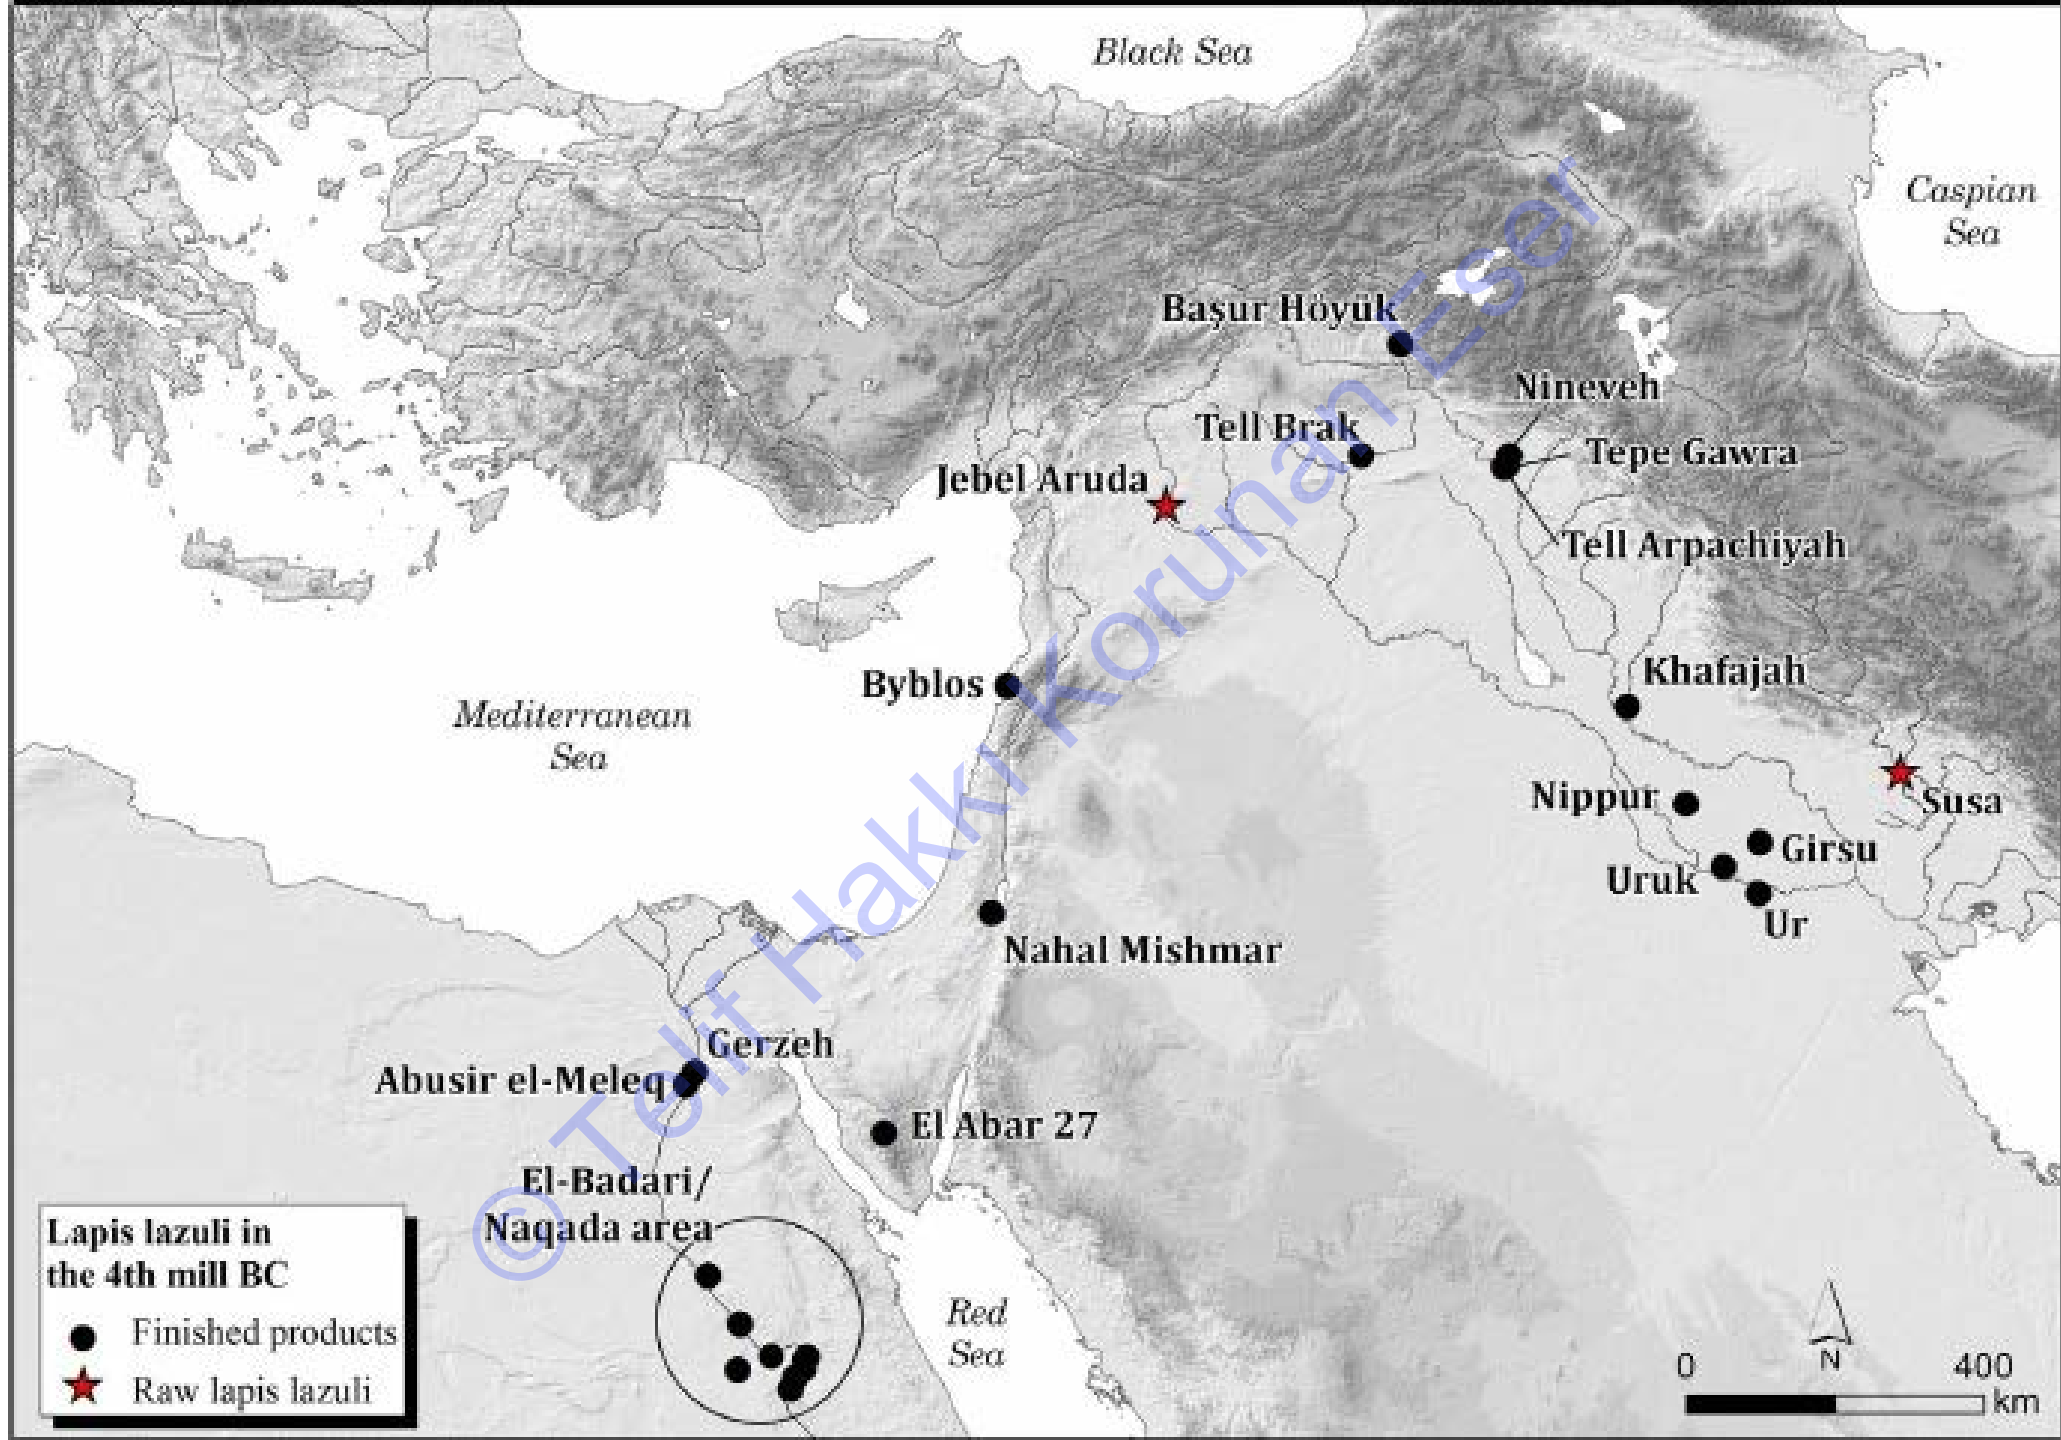 Black Sea
Caspian
Sea
Başur Höyük
Nineveh
Tell Brak
Tepe Gawra
Jebel Aruda
Tell Arpachiyah
Byblos
Khafajah
Mediterranean
Sea
Nippur
Susa
Girsu
Uruk
Ur
Nahal Mishmar
Gerzeh
Abusir el-Meleq
El Abar 27
El-Badari/
Naqada area
Red
Sea
Lapis lazuli in
the 4th mill BC
Finished products
Raw lapis lazuli
N
0 400
km
© Telif Hakkı Korunan Eser